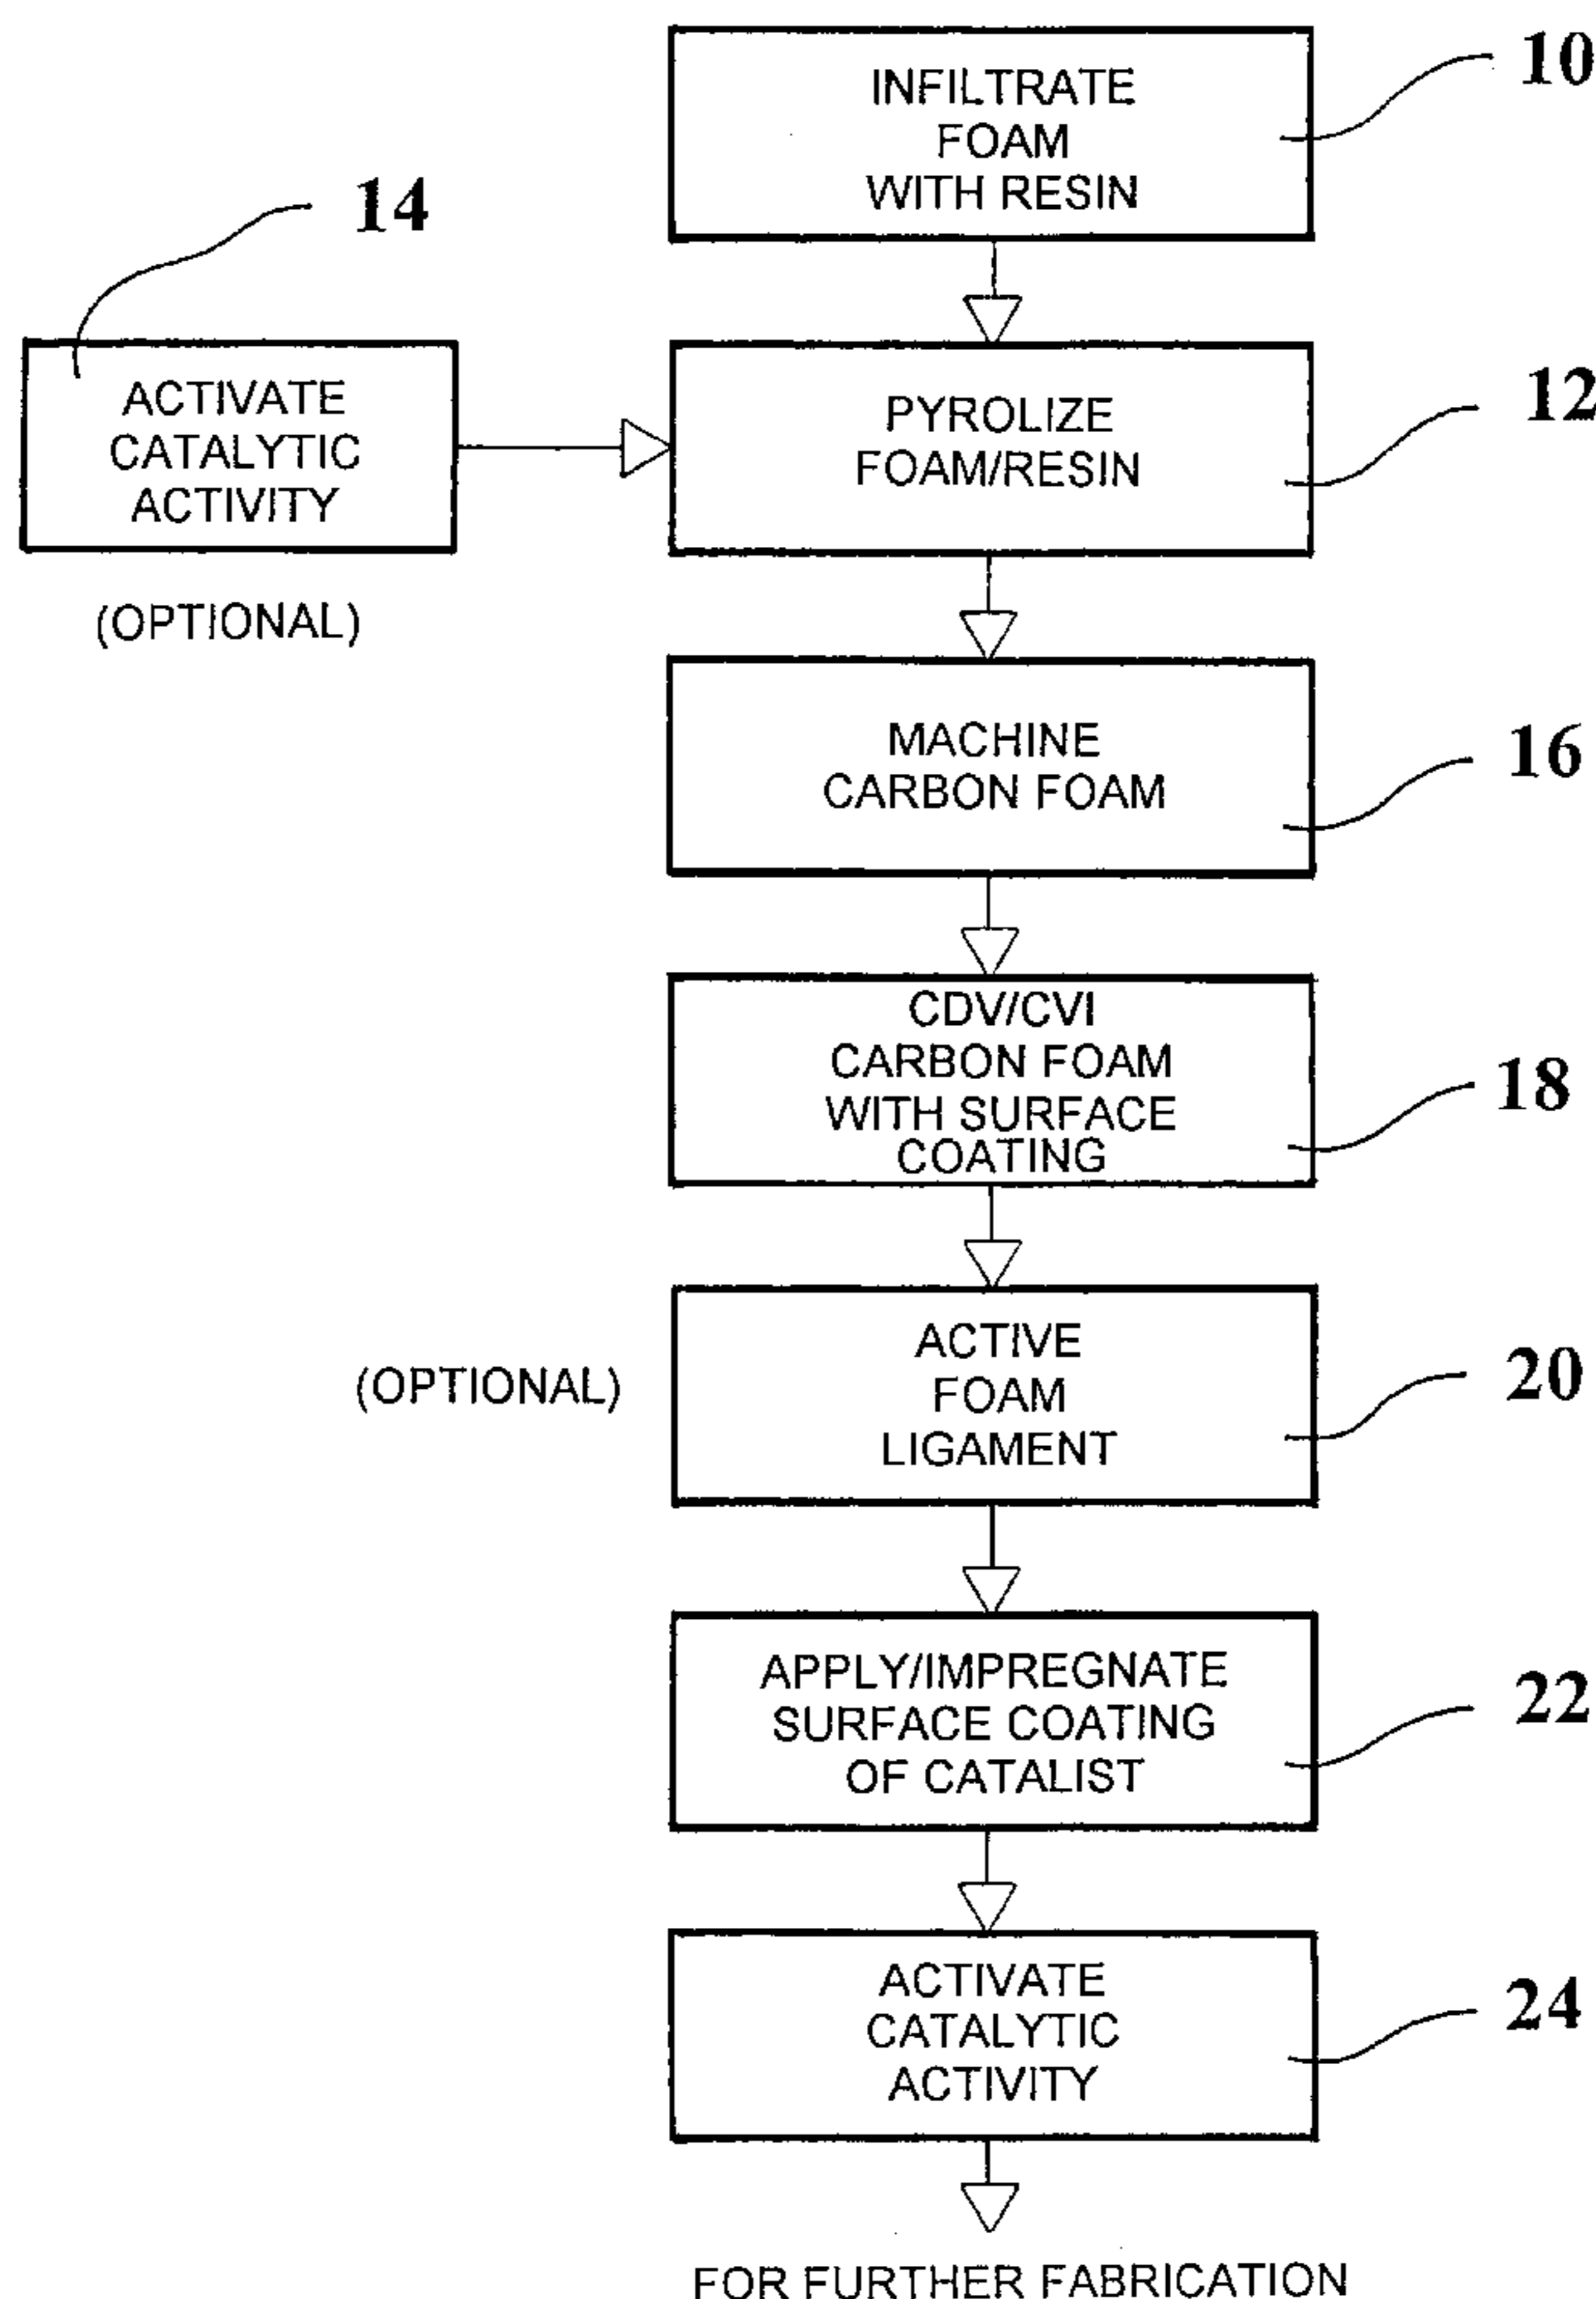 INFILTRATE
FOAM
WITH RESIN
10
14
ACTIVATE
CATALYTIC
ACTIVITY
(OPTIONAL)
PYROLIZE
FOAM/RESIN
12
MACHINE
CARBON FOAM
16
CDV/CVI
CARBON FOAM
WITH SURFACE
COATING
18
(OPTIONAL)
ACTIVE
FOAM
LIGAMENT
20
APPLY/IMPREGNATE
SURFACE COATING
OF CATALIST
22
ACTIVATE
CATALYTIC
ACTIVITY
24
FOR FURTHER FABRICATION